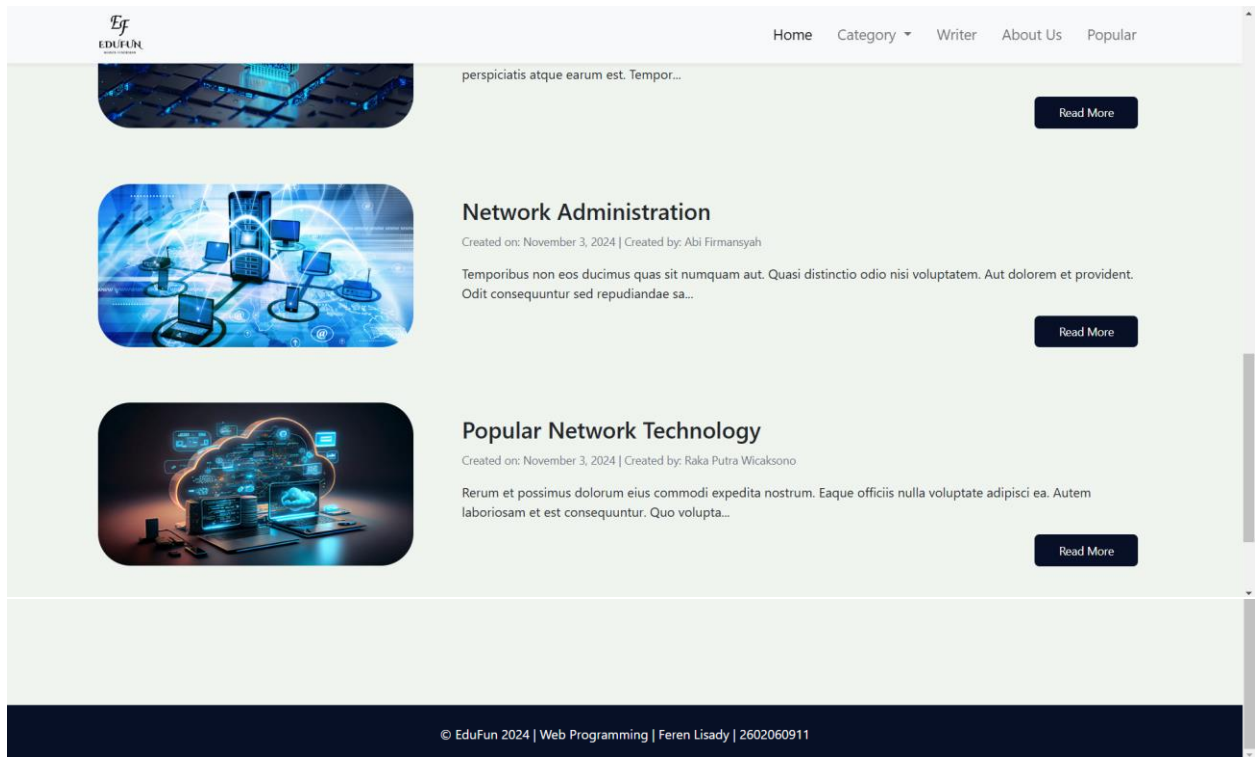 EF
EDUFUN
Home Category Writer About Us Popular
perspiciatis atque earum est. Tempor...
Read More
Network Administration
Created on: November 3, 2024 | Created by: Abi Firmansyah
Temporibus non eos ducimus quas sit numquam aut. Quasi distinctio odio nisi voluptatem. Aut dolorem et provident.
Odit consequuntur sed repudiandae sa...
Read More
Popular Network Technology
Created on: November 3, 2024 | Created by: Raka Putra Wicaksono
Rerum et possimus dolorum eius commodi expedita nostrum. Eaque officiis nulla voluptate adipisci ea. Autem
laboriosam et est consequuntur. Quo volupta...
Read More
© EduFun 2024 | Web Programming | Feren Lisady | 2602060911